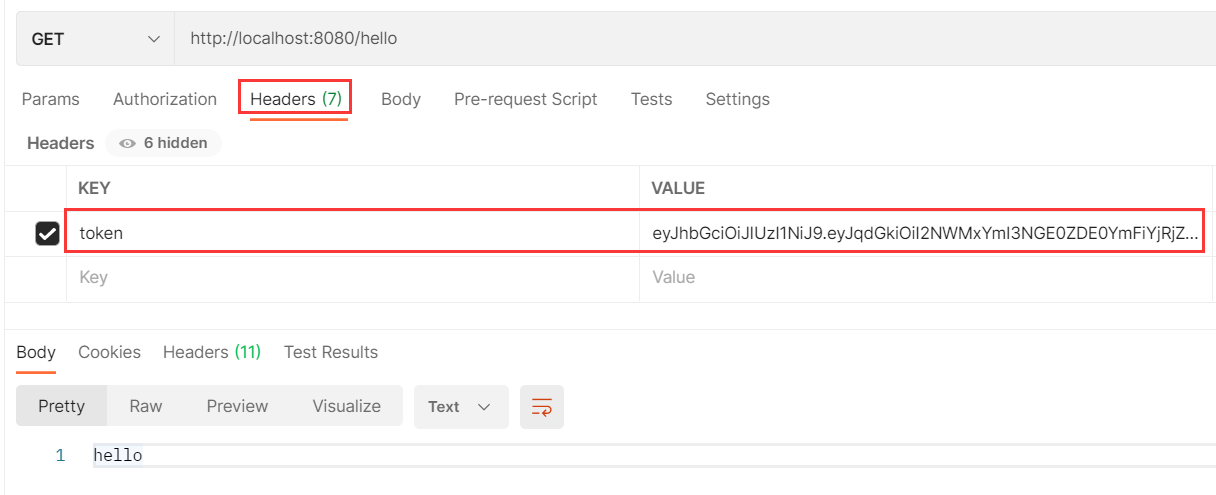 GET http://localhost:8080/hello
Params Authorization Headers (7) Body Pre-request Script Tests Settings
Headers 6 hidden
KEY VALUE
token eyJhbGciOiJIUzI1NiJ9.eyJqdGkiOiI2NWMxYmI3NGE0ZDE0YmFiYjRjZ...
Key Value
Body Cookies Headers (11) Test Results
Pretty Raw Preview Visualize Text
1 hello